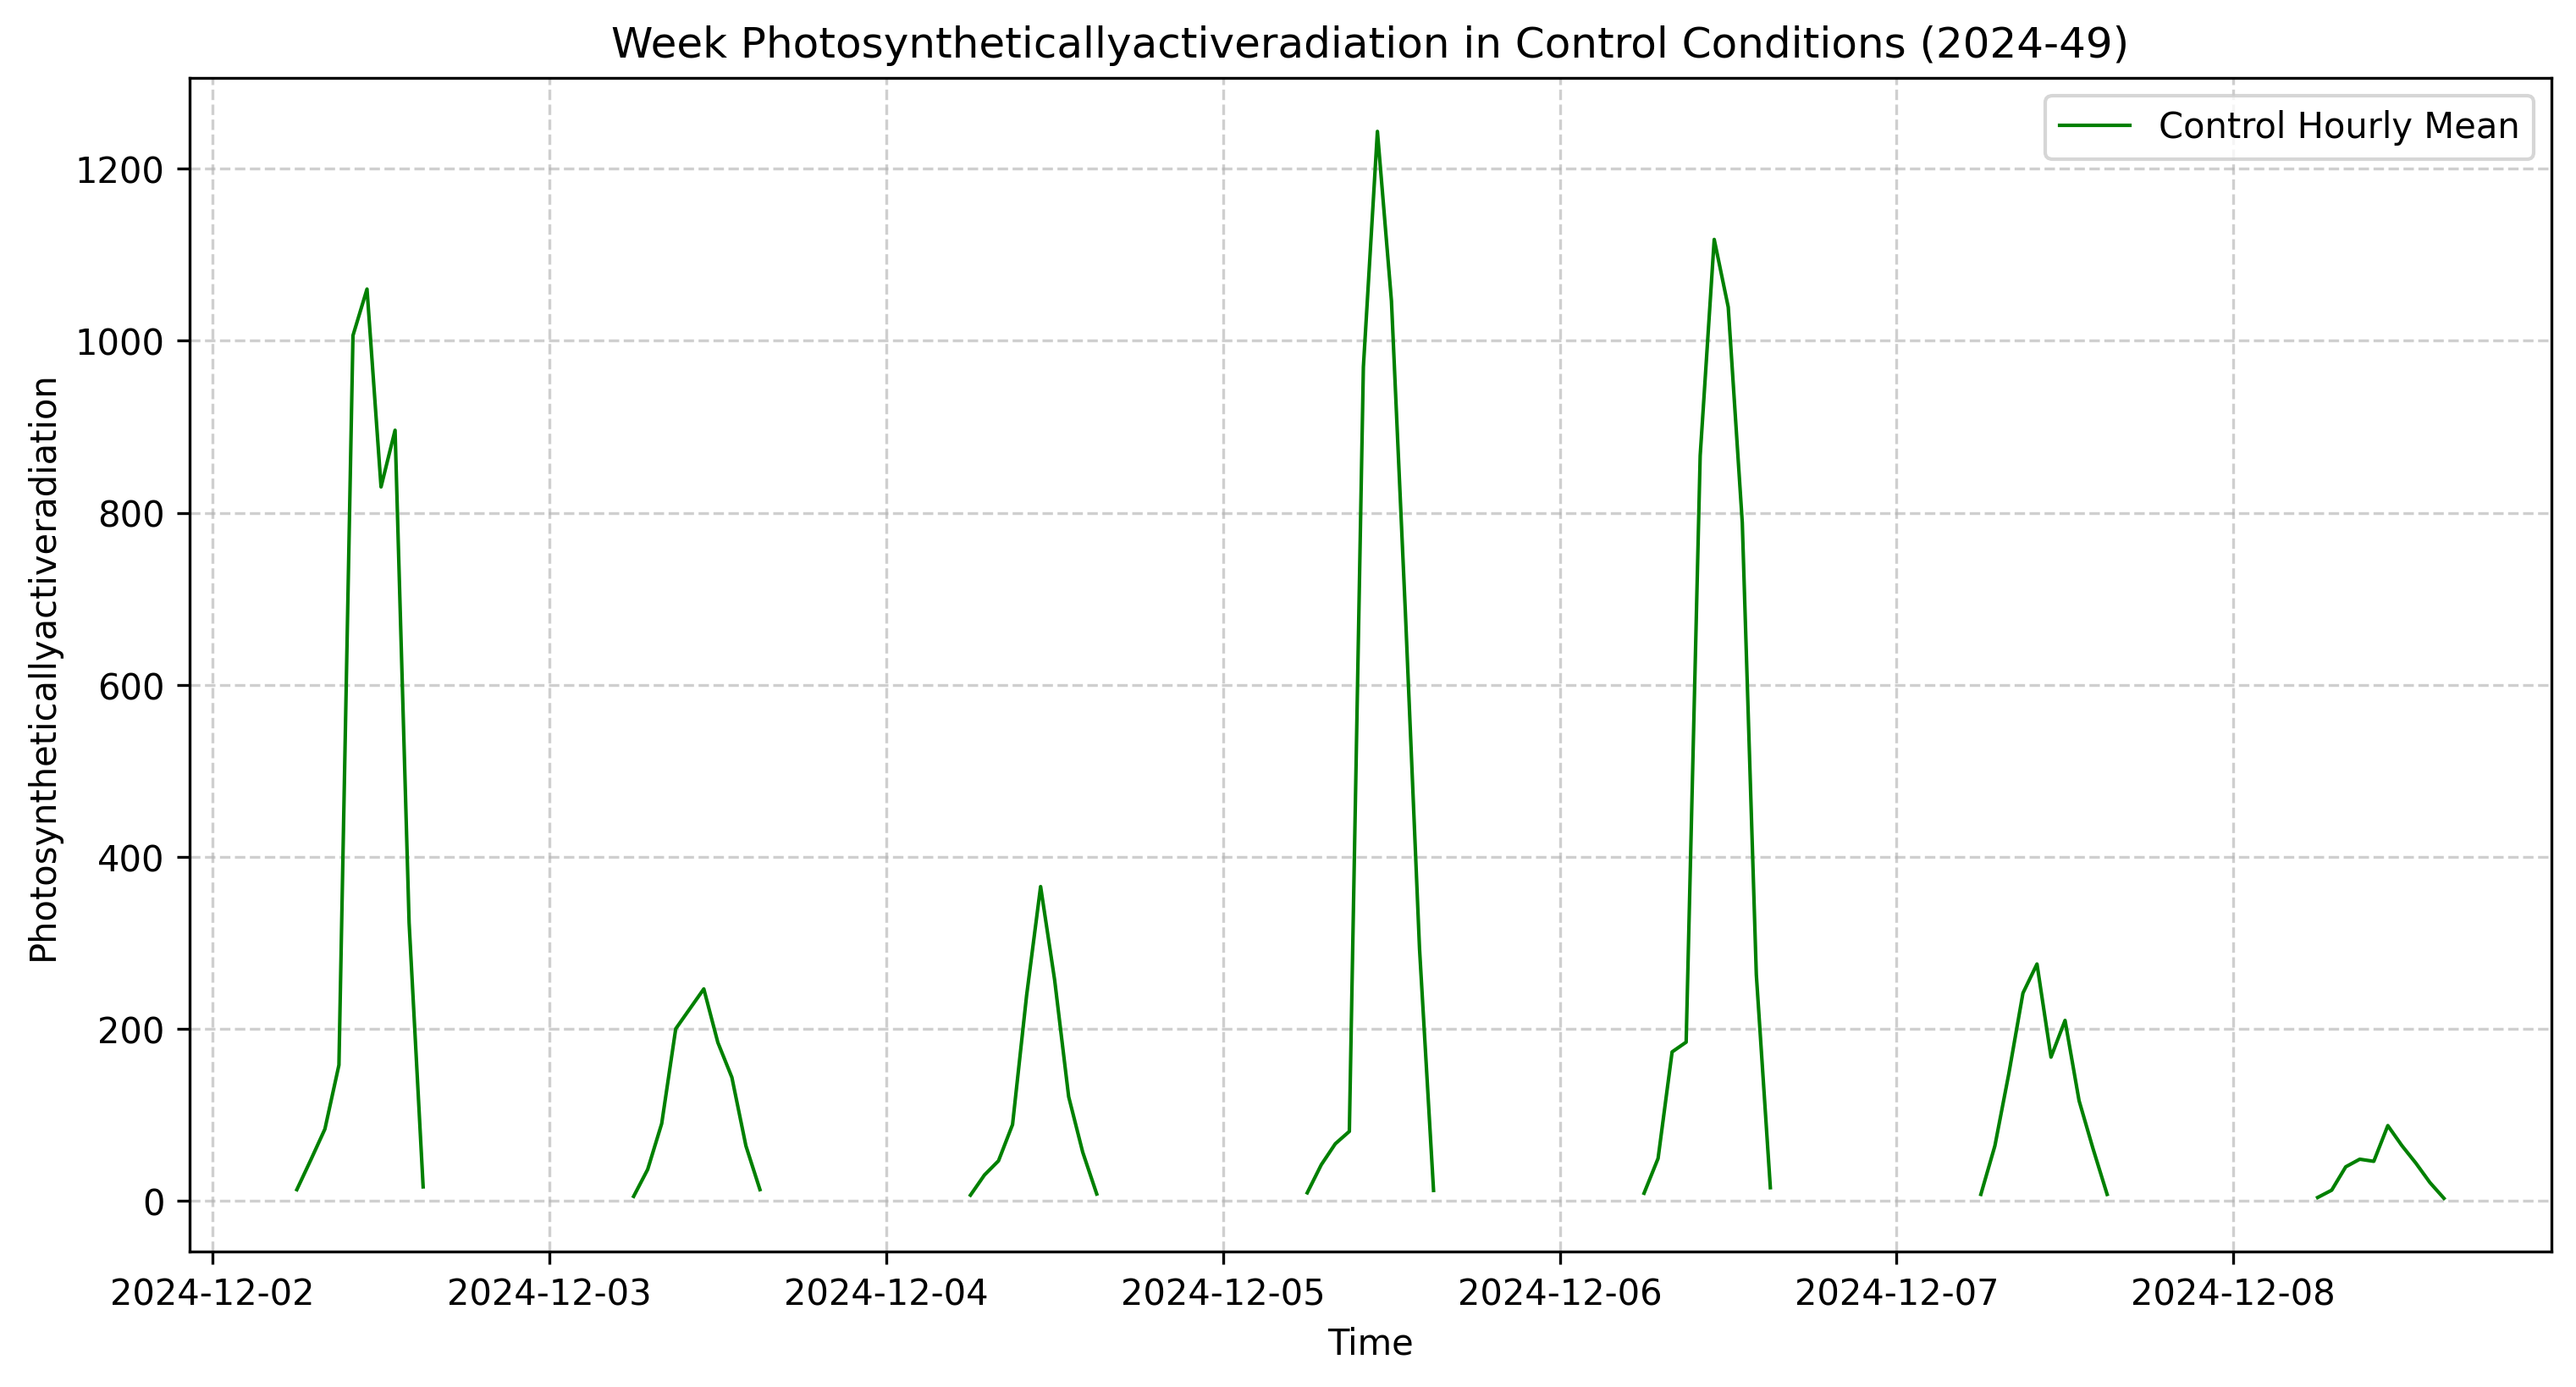 Week Photosyntheticallyactiveradiation in Control Conditions (2024-49)
Control Hourly Mean
Photosyntheticallyactiveradiation
1200
1000
800
600
400
200
0
2024-12-02 2024-12-03 2024-12-04 2024-12-05 2024-12-06 2024-12-07 2024-12-08
Time